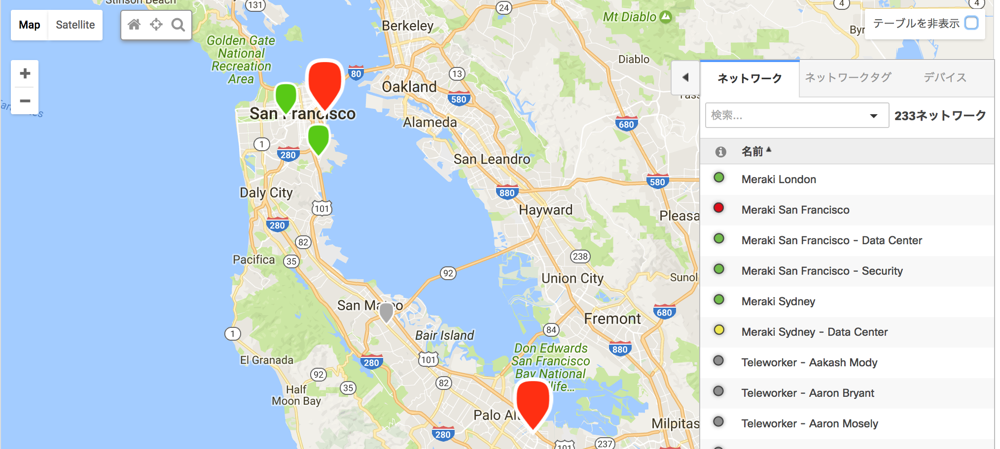 Stinson Beach
131
24
4
4
Map
Satellite
Berkeley
Mt Diablo
テーブルを非表示
Golden Gate
National
Recreation
Area
Diablo
80
13
Oakland
580
ネットワーク
ネットワークタグ
デバイス
San Francisco
検索...
233ネットワーク
Alameda
680
1
280
名前
San Leandro
Meraki London
580
880
Daly City
101
Hayward
Meraki San Francisco
280
82
Meraki San Francisco - Data Center
Pacifica
35
238
92
Union City
Meraki San Francisco - Security
San Mateo
Meraki Sydney
680
Fremont
1
84
Bair Island
Meraki Sydney - Data Center
Don Edwards
San Francisco
Bay National
880
El Granada
280
101
Teleworker - Aakash Mody
92
82
35
Half
Moon Bay
Teleworker - Aaron Bryant
Palo Al
Milpitas
Teleworker - Aaron Mosely
280
101
237